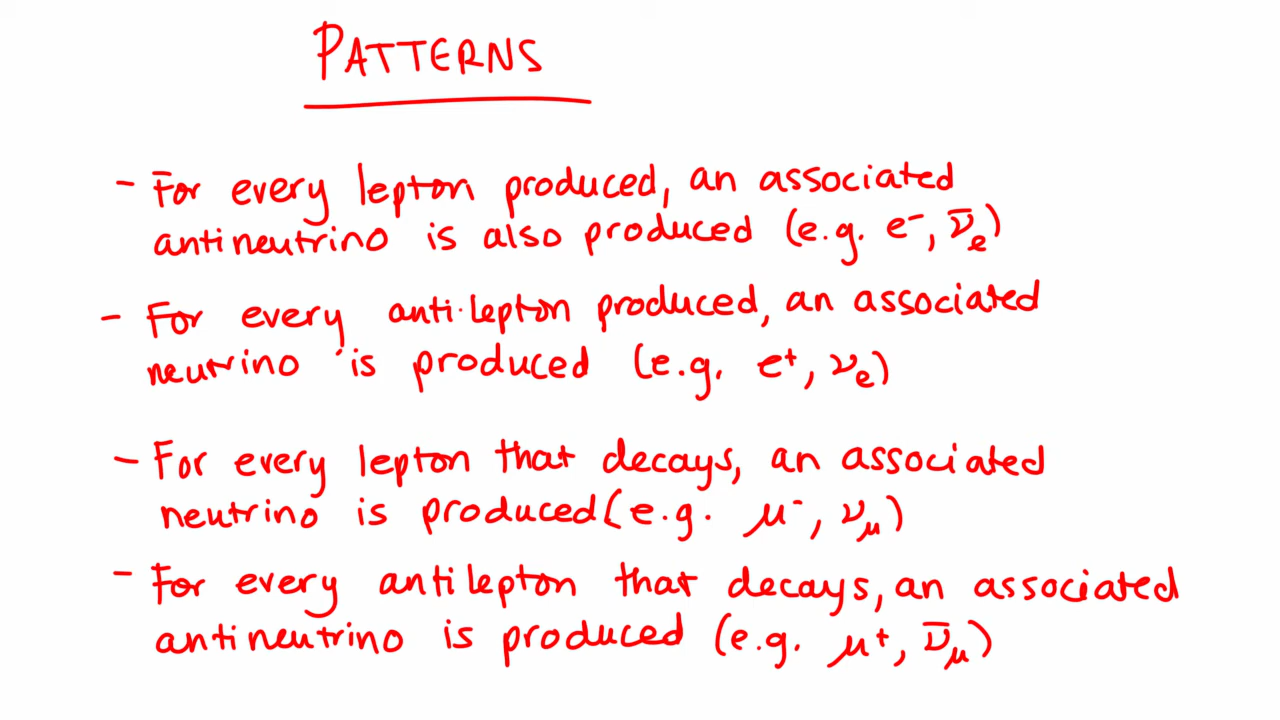 PATTERNS
- For every lepton produced, an associated
antineutrino is also produced (e.g. e⁻, ν̅ₑ)
- For every anti-lepton produced, an associated
neutrino is produced (e.g. e⁺, νₑ)
- For every lepton that decays, an associated
neutrino is produced (e.g. μ⁻, ν_μ)
- For every antilepton that decays, an associated
antineutrino is produced (e.g. μ⁺, ν̅_μ)